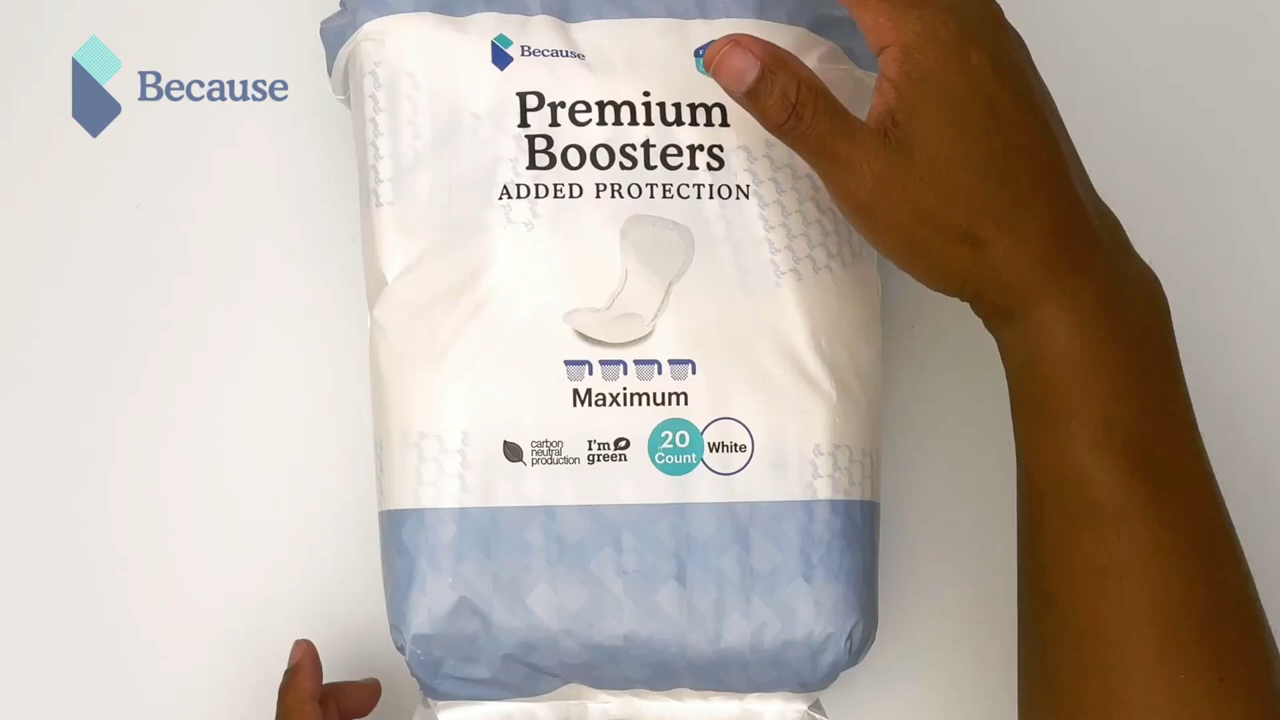 Because
Because
Premium
Boosters
ADDED PROTECTION
Maximum
carbon
neutral
production
I'm
green
20
Count
White